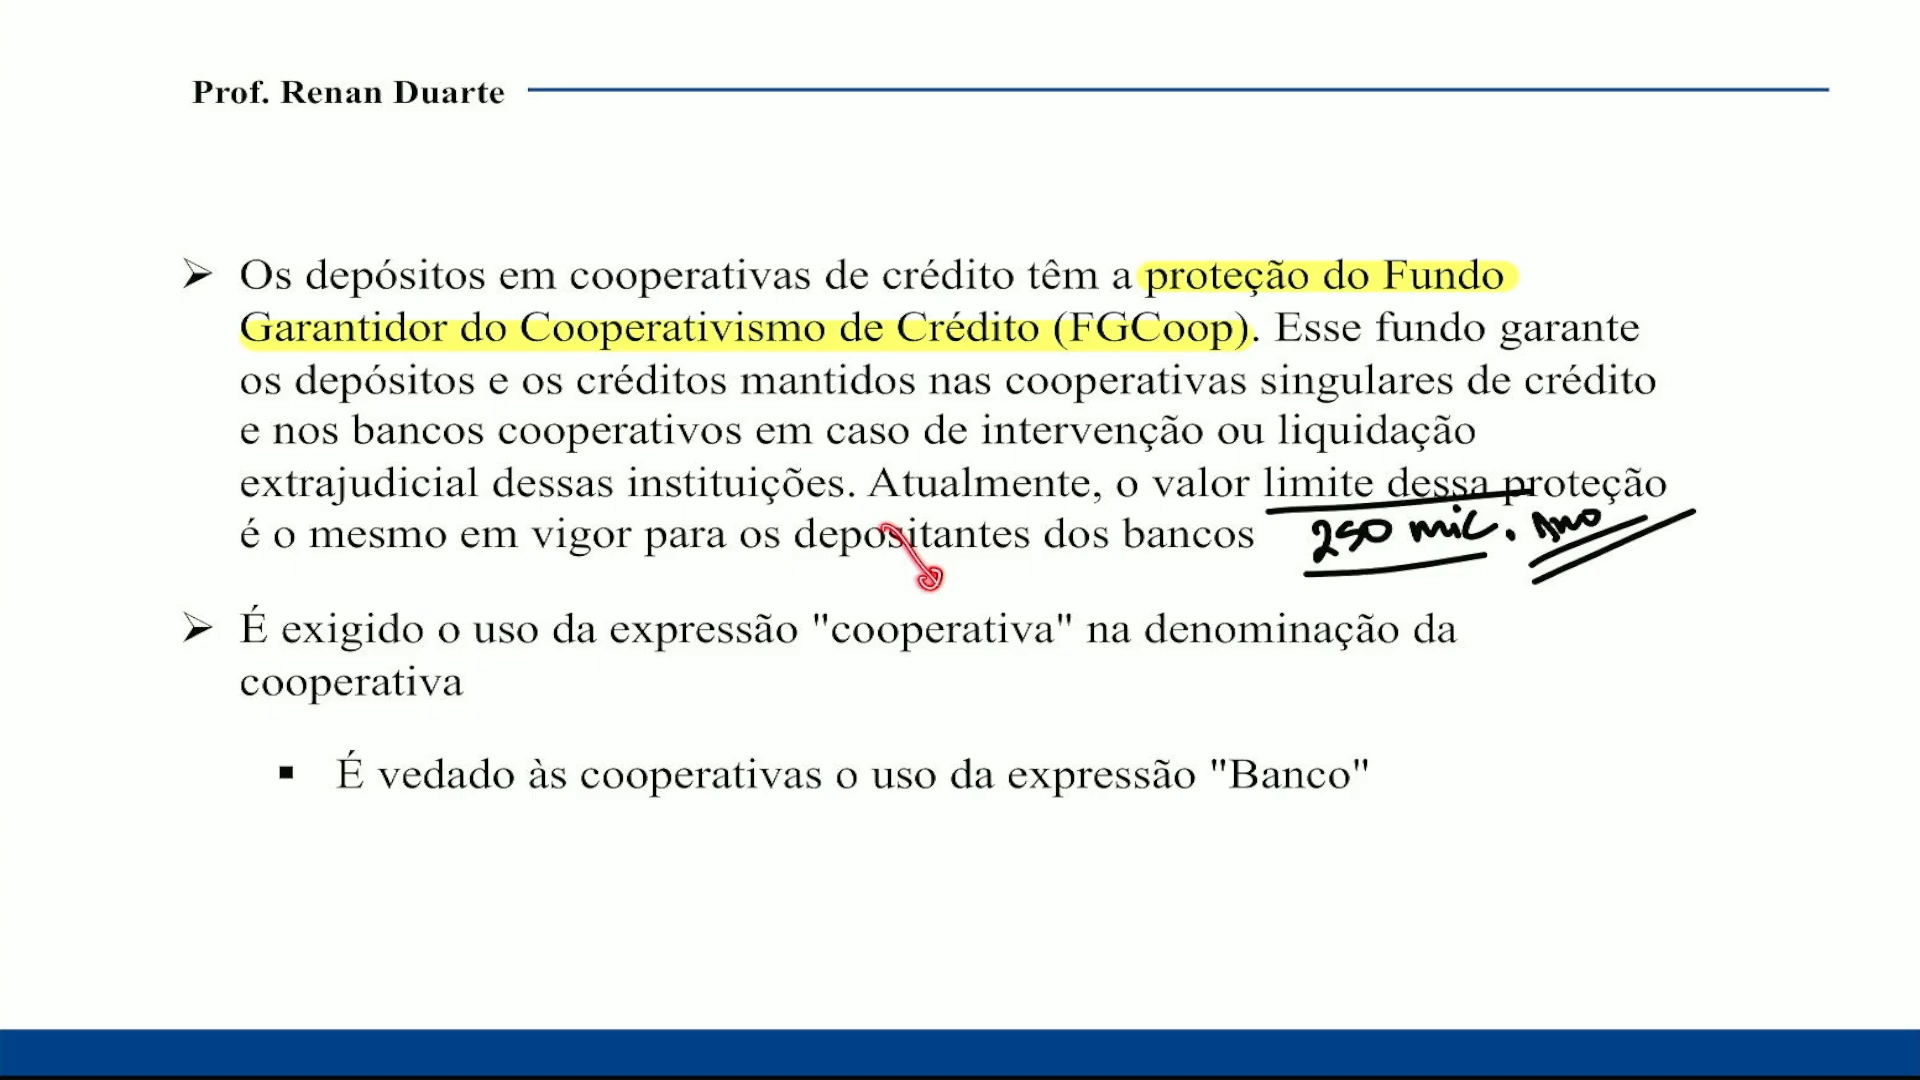 Prof. Renan Duarte
➢ Os depósitos em cooperativas de crédito têm a proteção do Fundo
Garantidor do Cooperativismo de Crédito (FGCoop). Esse fundo garante
os depósitos e os créditos mantidos nas cooperativas singulares de crédito
e nos bancos cooperativos em caso de intervenção ou liquidação
extrajudicial dessas instituições. Atualmente, o valor limite dessa proteção
é o mesmo em vigor para os depositantes dos bancos
250 mil. Ano
➢ É exigido o uso da expressão "cooperativa" na denominação da
cooperativa
▪ É vedado às cooperativas o uso da expressão "Banco"